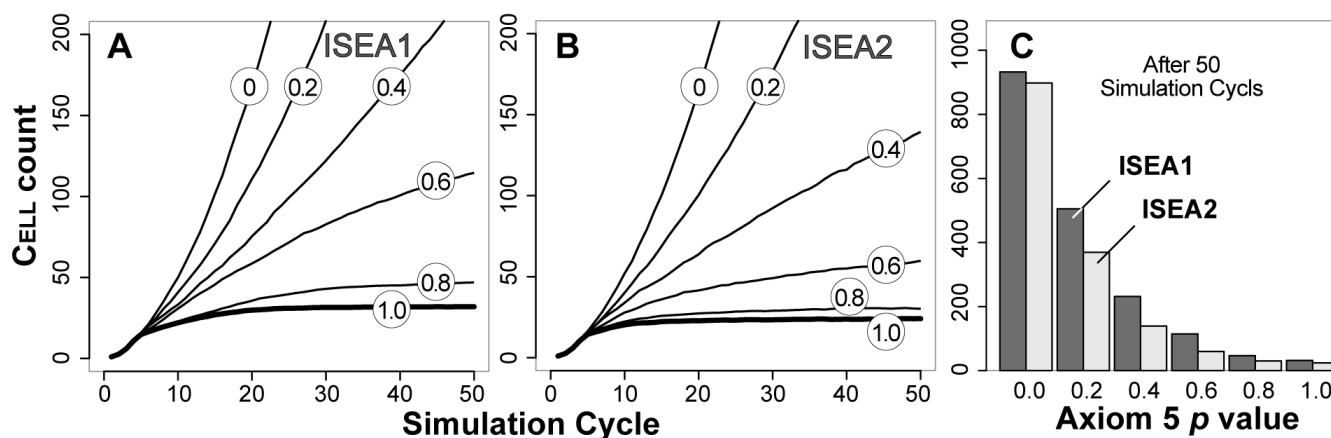 A
ISEA1
0
0.2
0.4
0.6
0.8
1.0
200
150
100
50
0
CELL count
0 10 20 30 40 50
B
ISEA2
0
0.2
0.4
0.6
0.8
1.0
200
150
100
50
0
0 10 20 30 40 50
Simulation Cycle
C
After 50
Simulation Cycls
ISEA1
ISEA2
1000
800
600
400
200
0
0.0 0.2 0.4 0.6 0.8 1.0
Axiom 5 p value